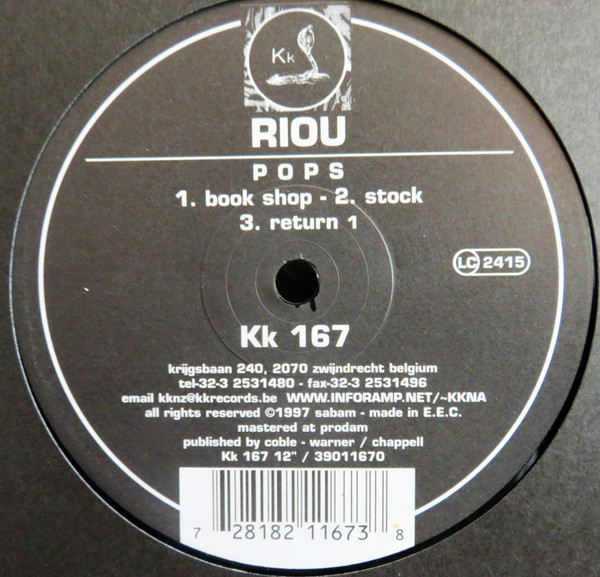 Kk
RIOU
POPS
1. book shop - 2. stock
3. return 1
LC 2415
Kk 167
krijgsbaan 240, 2070 zwijndrecht belgium
tel-32-3 2531480 - fax-32-3 2531496
email kknz@kkrecords.be WWW.INFORAMP.NET/~KKNA
all rights reserved ©1997 sabam - made in E.E.C.
mastered at prodam
published by coble - warner / chappell
Kk 167 12" / 39011670
7 28182 11673 8